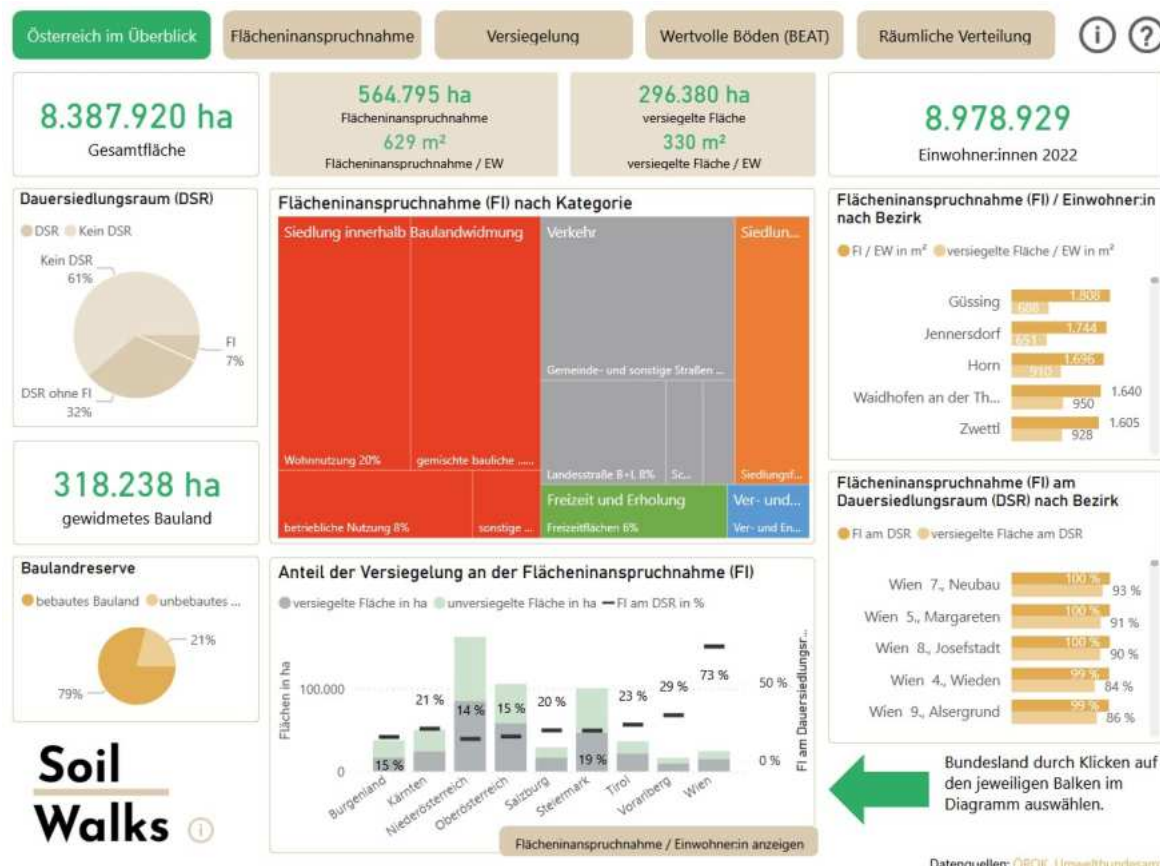 Österreich im Überblick
Flächeninanspruchnahme
Versiegelung
Wertvolle Böden (BEAT)
Räumliche Verteilung
i
?
8.387.920 ha
Gesamtfläche
564.795 ha
Flächeninanspruchnahme
629 m²
Flächeninanspruchnahme / EW
296.380 ha
versiegelte Fläche
330 m²
versiegelte Fläche / EW
8.978.929
Einwohner:innen 2022
Dauersiedlungsraum (DSR)
DSR Kein DSR
Kein DSR
61%
FI
7%
DSR ohne FI
32%
318.238 ha
gewidmetes Bauland
Baulandreserve
bebautes Bauland unbebautes ...
21%
79%
Flächeninanspruchnahme (FI) nach Kategorie
Siedlung innerhalb Baulandwidmung
Wohnnutzung 20%
gemischte bauliche ......
betriebliche Nutzung 8%
sonstige ...
Verkehr
Gemeinde- und sonstige Straßen ...
Landesstraße B+L 8%
Sc...
Siedlun...
Siedlungsf...
Freizeit und Erholung
Freizeitflächen 6%
Ver- und...
Ver- und En...
Anteil der Versiegelung an der Flächeninanspruchnahme (FI)
versiegelte Fläche in ha unversiegelte Fläche in ha FI am DSR in %
Flächen in ha
100.000
0
15 %
21 %
14 %
15 %
20 %
19 %
23 %
29 %
73 %
50 %
0 %
FI am Dauersiedlungsr...
Burgenland
Kärnten
Niederösterreich
Oberösterreich
Salzburg
Steiermark
Tirol
Vorarlberg
Wien
Flächeninanspruchnahme / Einwohner:in anzeigen
Flächeninanspruchnahme (FI) / Einwohner:in
nach Bezirk
FI / EW in m² versiegelte Fläche / EW in m²
Güssing 1.808
688
Jennersdorf 1.744
651
Horn 1.696
910
Waidhofen an der Th... 1.640
950
Zwettl 1.605
928
Flächeninanspruchnahme (FI) am
Dauersiedlungsraum (DSR) nach Bezirk
FI am DSR versiegelte Fläche am DSR
Wien 7., Neubau 100 %
93 %
Wien 5., Margareten 100 %
91 %
Wien 8., Josefstadt 100 %
90 %
Wien 4., Wieden 99 %
84 %
Wien 9., Alsergrund 99 %
86 %
Bundesland durch Klicken auf
den jeweiligen Balken im
Diagramm auswählen.
Soil
Walks
i
Datenquellen: ÖROK, Umweltbundesamt